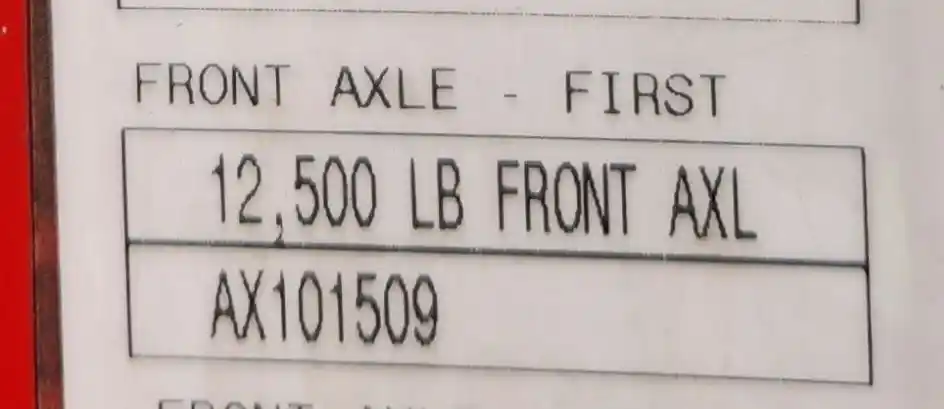 FRONT AXLE - FIRST
12,500 LB FRONT AXL
AX101509